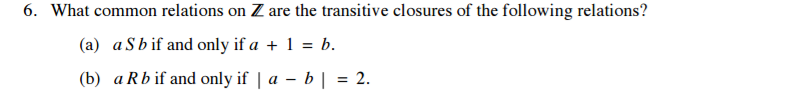 6. What common relations on ℤ are the transitive closures of the following relations?
(a) a S b if and only if a + 1 = b.
(b) a R b if and only if | a − b | = 2.